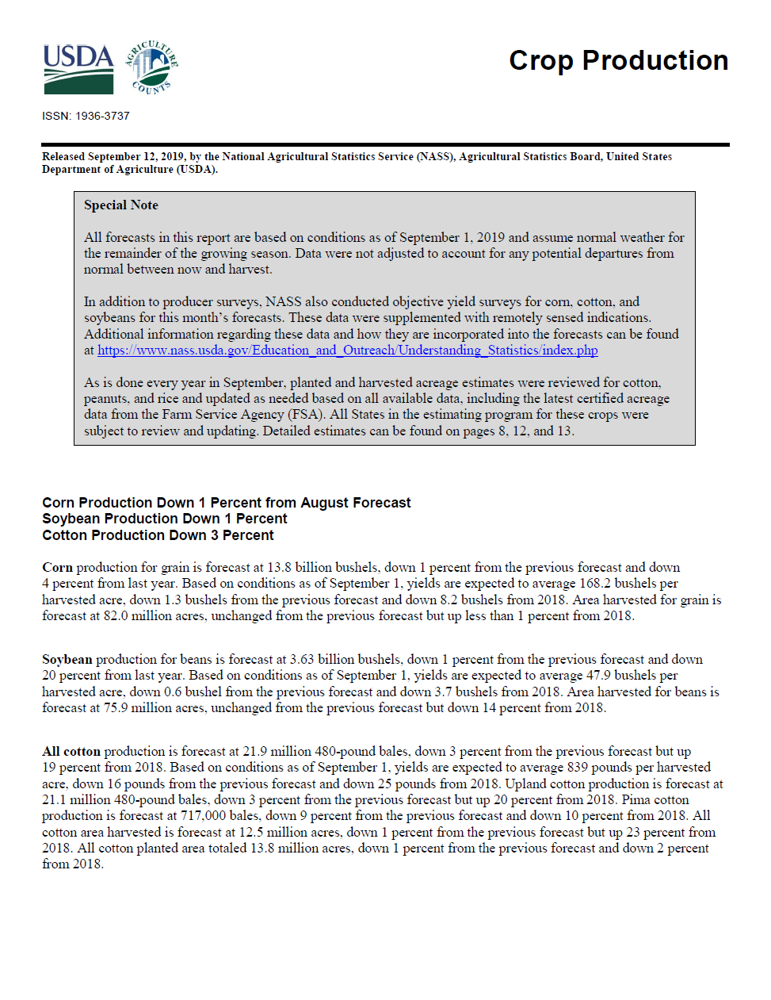 USDA
AGRICULTURE
COUNTS
Crop Production
ISSN: 1936-3737
Released September 12, 2019, by the National Agricultural Statistics Service (NASS), Agricultural Statistics Board, United States
Department of Agriculture (USDA).
Special Note
All forecasts in this report are based on conditions as of September 1, 2019 and assume normal weather for
the remainder of the growing season. Data were not adjusted to account for any potential departures from
normal between now and harvest.
In addition to producer surveys, NASS also conducted objective yield surveys for corn, cotton, and
soybeans for this month’s forecasts. These data were supplemented with remotely sensed indications.
Additional information regarding these data and how they are incorporated into the forecasts can be found
at https://www.nass.usda.gov/Education_and_Outreach/Understanding_Statistics/index.php
As is done every year in September, planted and harvested acreage estimates were reviewed for cotton,
peanuts, and rice and updated as needed based on all available data, including the latest certified acreage
data from the Farm Service Agency (FSA). All States in the estimating program for these crops were
subject to review and updating. Detailed estimates can be found on pages 8, 12, and 13.
Corn Production Down 1 Percent from August Forecast
Soybean Production Down 1 Percent
Cotton Production Down 3 Percent
Corn production for grain is forecast at 13.8 billion bushels, down 1 percent from the previous forecast and down
4 percent from last year. Based on conditions as of September 1, yields are expected to average 168.2 bushels per
harvested acre, down 1.3 bushels from the previous forecast and down 8.2 bushels from 2018. Area harvested for grain is
forecast at 82.0 million acres, unchanged from the previous forecast but up less than 1 percent from 2018.
Soybean production for beans is forecast at 3.63 billion bushels, down 1 percent from the previous forecast and down
20 percent from last year. Based on conditions as of September 1, yields are expected to average 47.9 bushels per
harvested acre, down 0.6 bushel from the previous forecast and down 3.7 bushels from 2018. Area harvested for beans is
forecast at 75.9 million acres, unchanged from the previous forecast but down 14 percent from 2018.
All cotton production is forecast at 21.9 million 480-pound bales, down 3 percent from the previous forecast but up
19 percent from 2018. Based on conditions as of September 1, yields are expected to average 839 pounds per harvested
acre, down 16 pounds from the previous forecast and down 25 pounds from 2018. Upland cotton production is forecast at
21.1 million 480-pound bales, down 3 percent from the previous forecast but up 20 percent from 2018. Pima cotton
production is forecast at 717,000 bales, down 9 percent from the previous forecast and down 10 percent from 2018. All
cotton area harvested is forecast at 12.5 million acres, down 1 percent from the previous forecast but up 23 percent from
2018. All cotton planted area totaled 13.8 million acres, down 1 percent from the previous forecast and down 2 percent
from 2018.